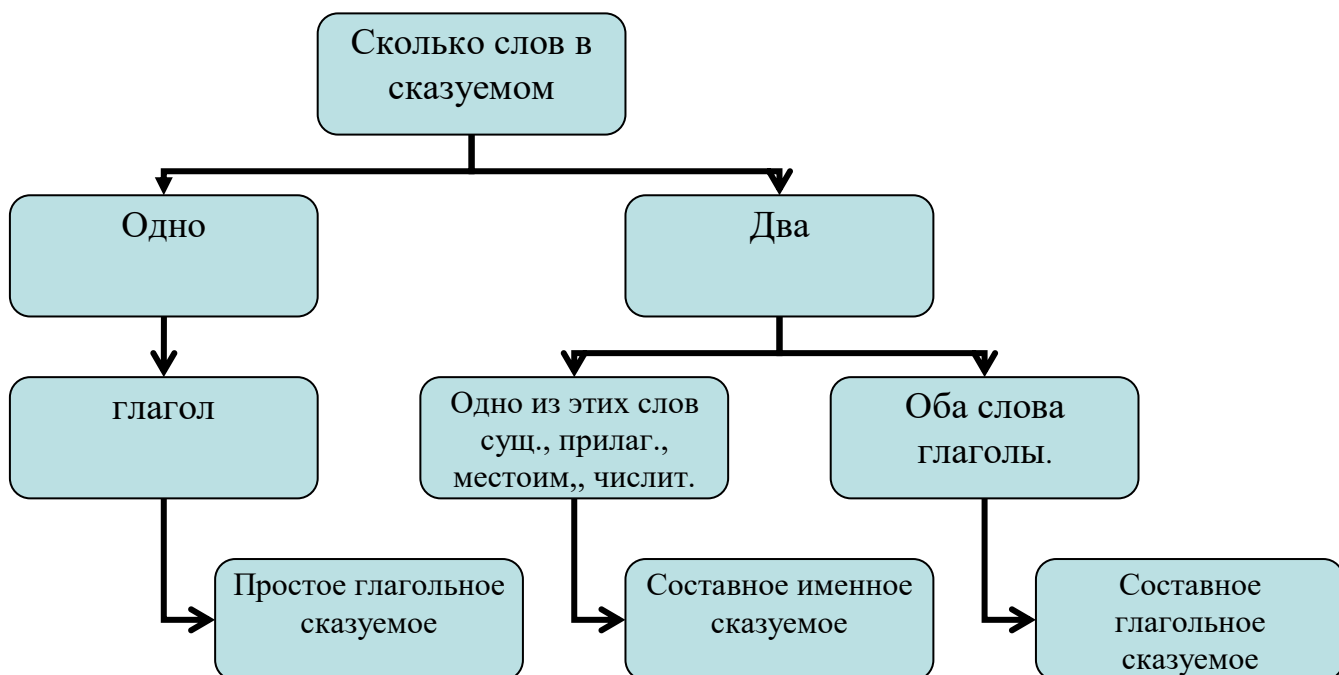 Сколько слов в
сказуемом
Одно
Два
глагол
Одно из этих слов
сущ., прилаг.,
местоим,, числит.
Оба слова
глаголы.
Простое глагольное
сказуемое
Составное именное
сказуемое
Составное
глагольное
сказуемое